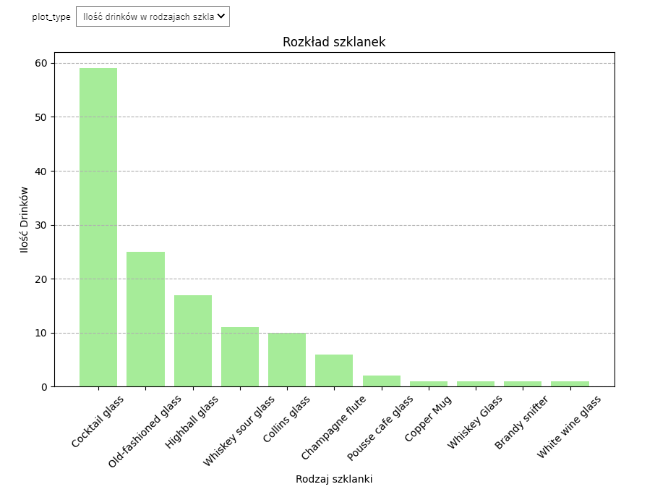 plot_type Ilość drinków w rodzajach szkla
Rozkład szklanek
60
50
40
30
20
10
0
Ilość Drinków
Cocktail glass
Old-fashioned glass
Highball glass
Whiskey sour glass
Collins glass
Champagne flute
Pousse cafe glass
Copper Mug
Whiskey Glass
Brandy snifter
White wine glass
Rodzaj szklanki